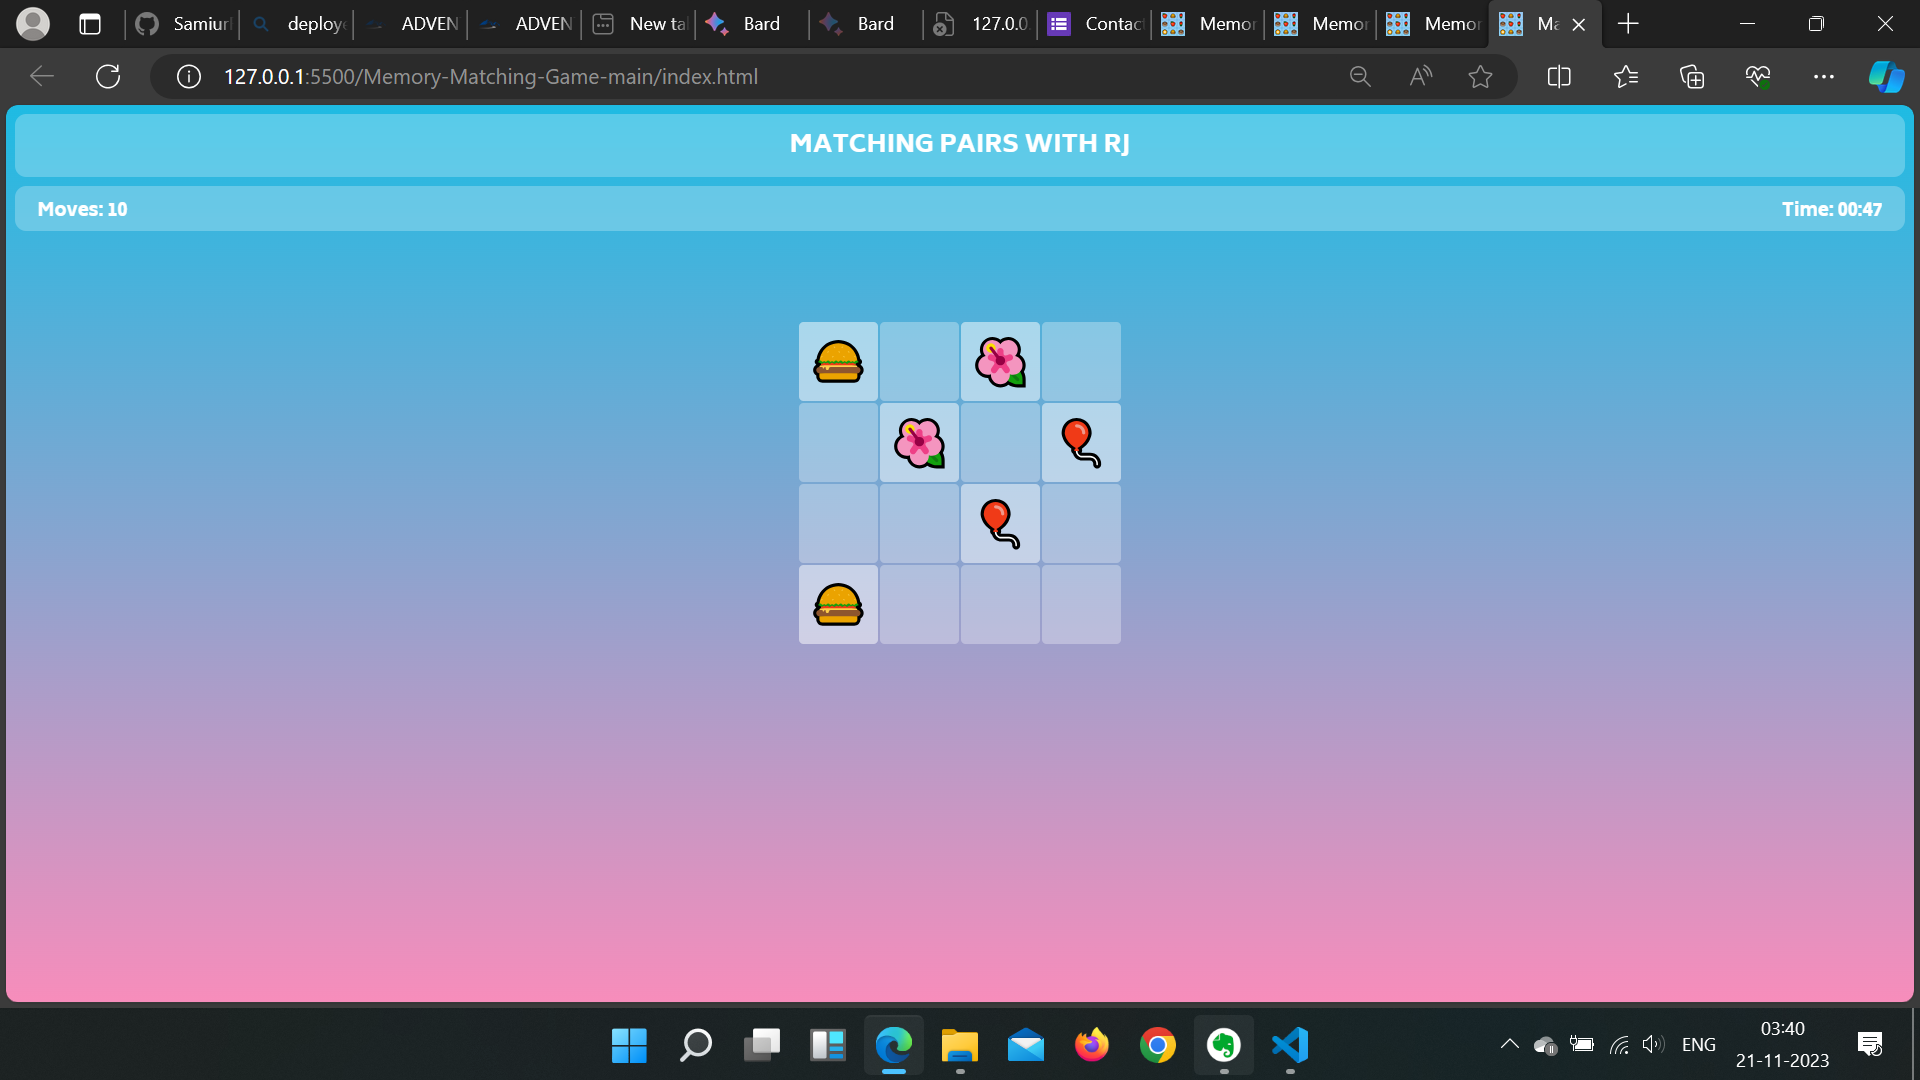 Samiur
deploye
ADVEN
ADVEN
New ta
Bard
Bard
127.0.0.
Contac
Memor
Memor
Memor
Ma
127.0.0.1:5500/Memory-Matching-Game-main/index.html
MATCHING PAIRS WITH RJ
Moves: 10
Time: 00:47
ENG
03:40
21-11-2023